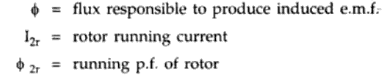 ϕ = flux responsible to produce induced e.m.f.
I₂ᵣ = rotor running current
ϕ ₂ᵣ = running p.f. of rotor